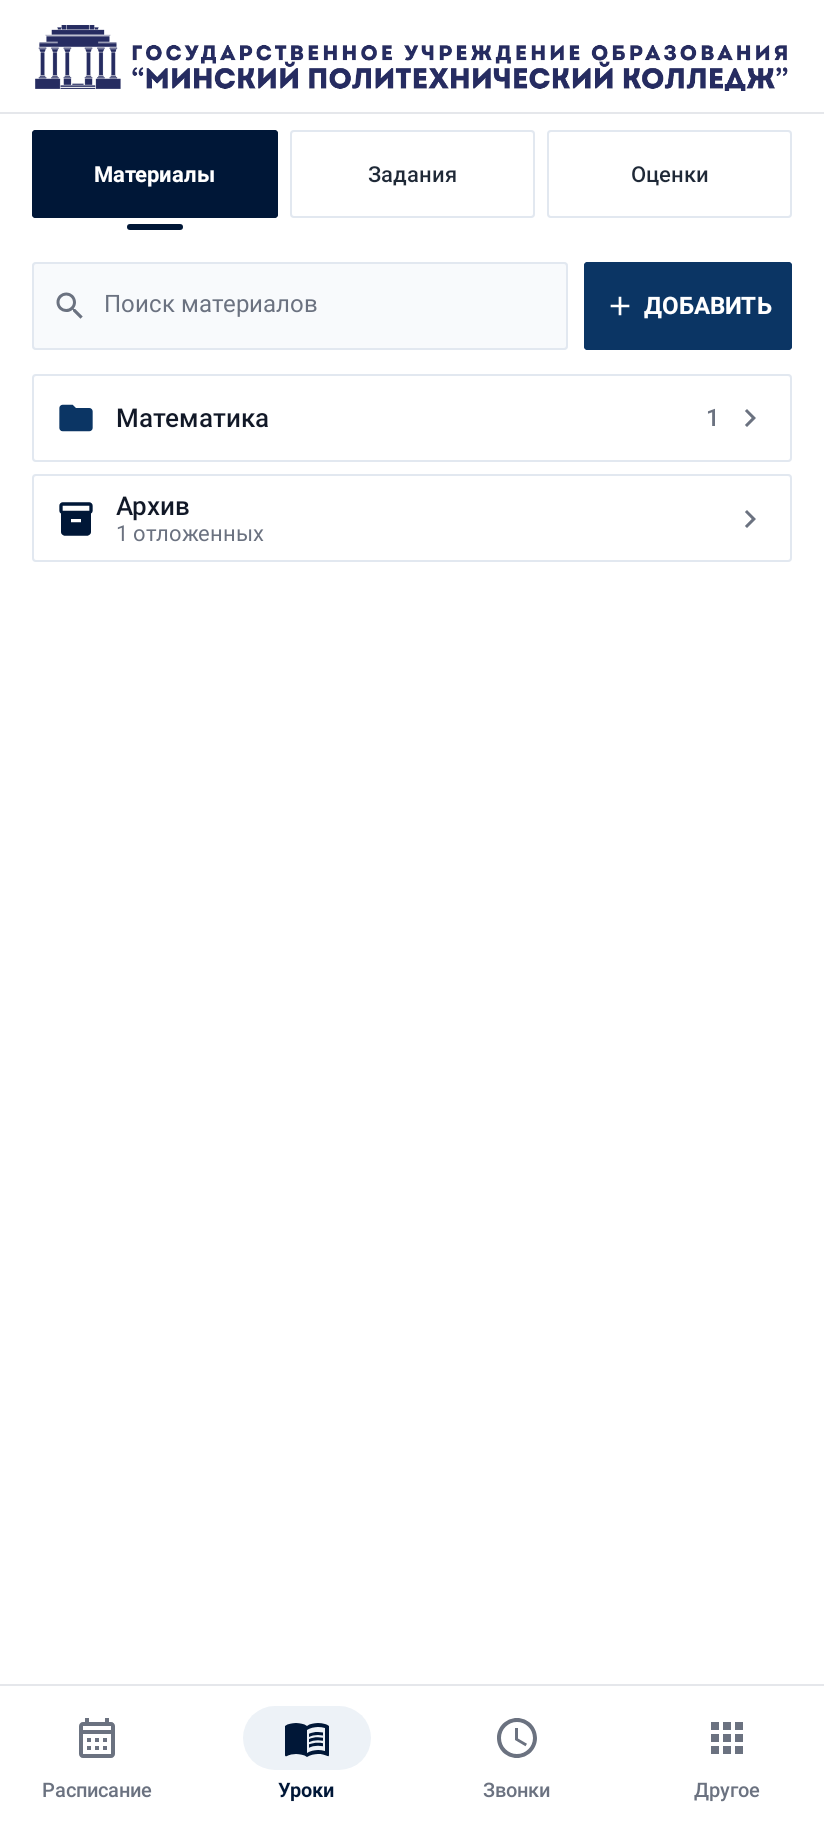 ГОСУДАРСТВЕННОЕ УЧРЕЖДЕНИЕ ОБРАЗОВАНИЯ
“МИНСКИЙ ПОЛИТЕХНИЧЕСКИЙ КОЛЛЕДЖ”
Материалы
Задания
Оценки
Поиск материалов
+ ДОБАВИТЬ
Математика
1
Архив
1 отложенных
Расписание
Уроки
Звонки
Другое